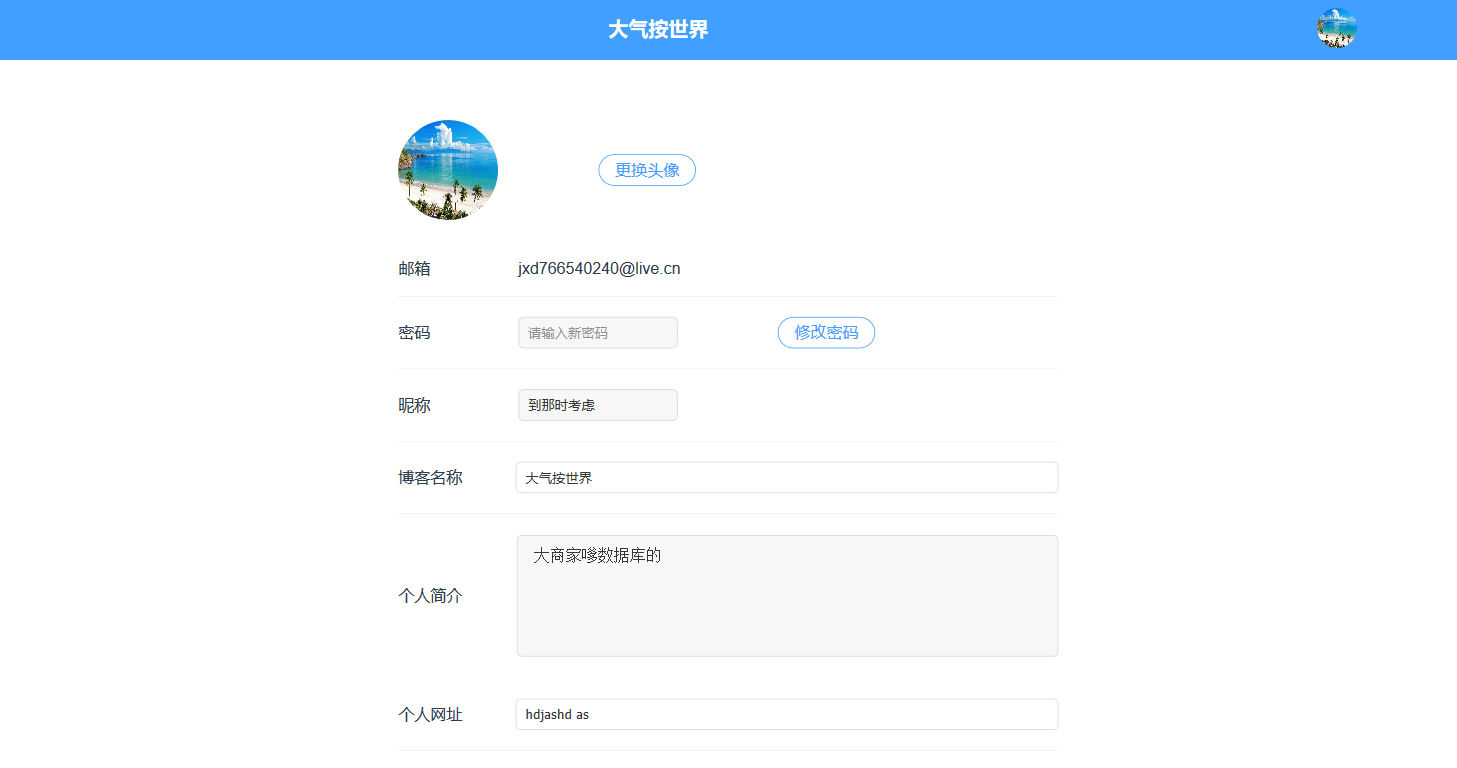 大气按世界
更换头像
邮箱 jxd766540240@live.cn
密码 请输入新密码 修改密码
昵称 到那时考虑
博客名称 大气按世界
个人简介 大商家嗲数据库的
个人网址 hdjashd as